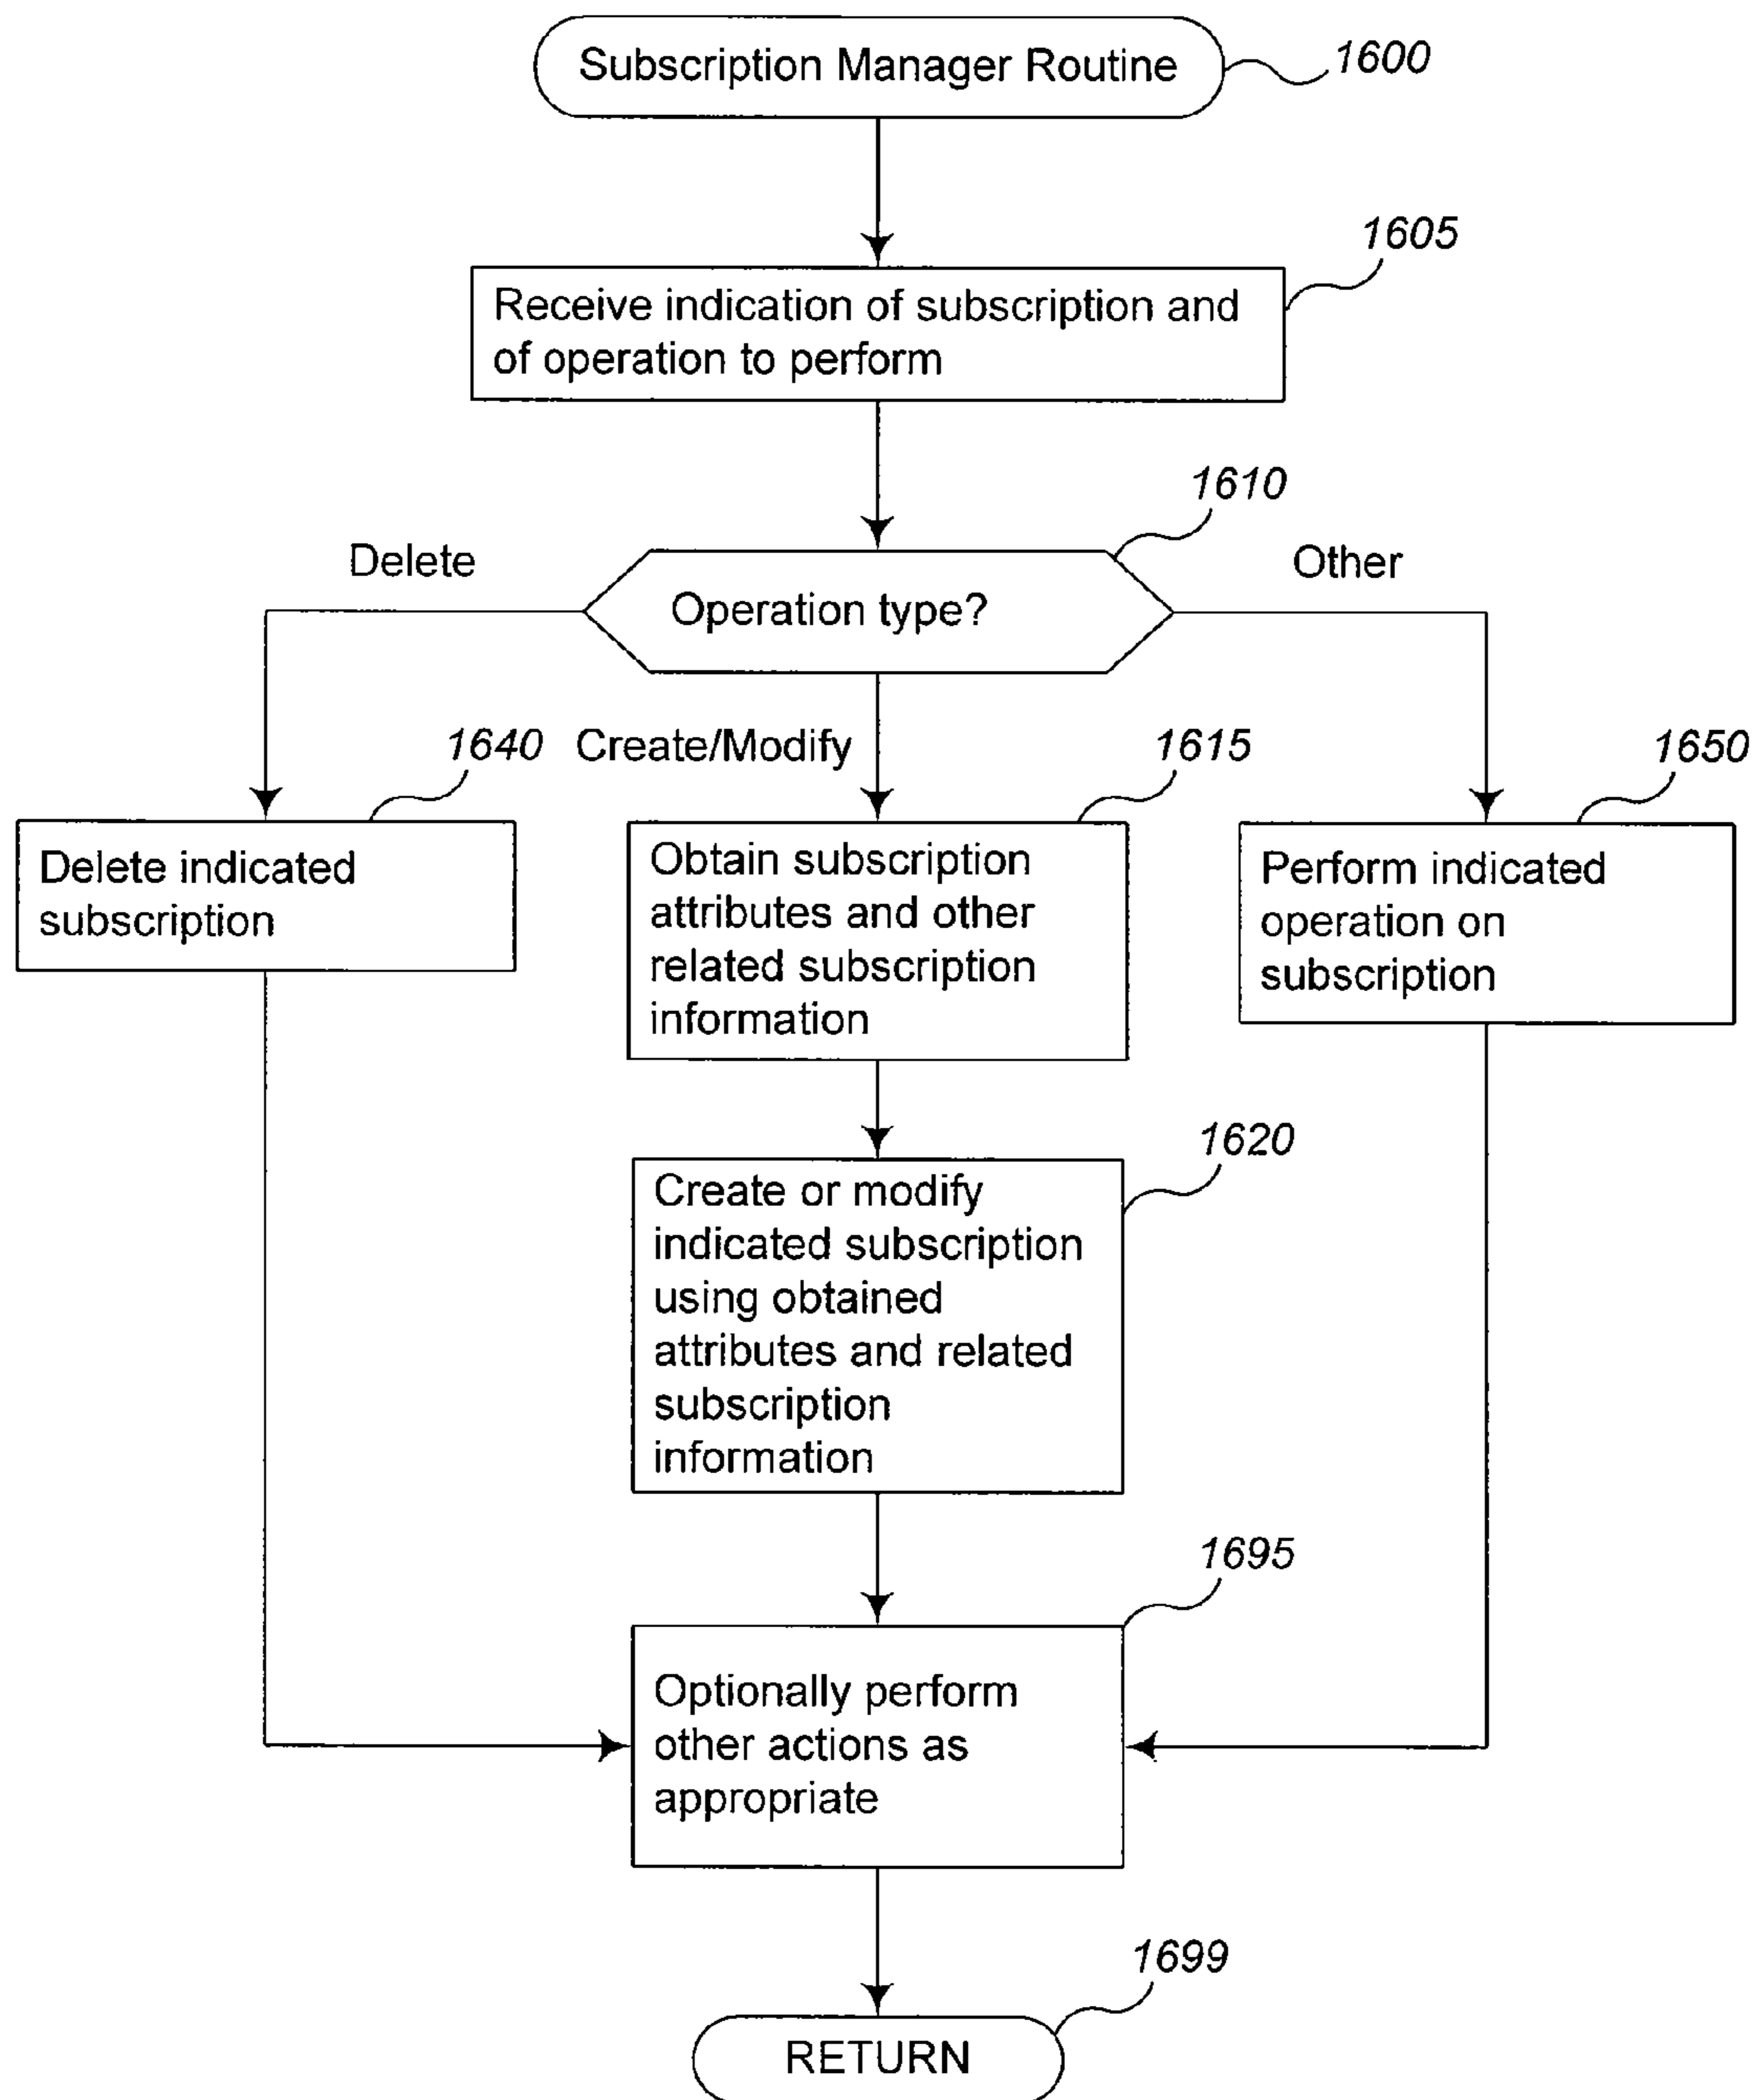 Subscription Manager Routine
1600
1605
Receive indication of subscription and
of operation to perform
1610
Delete
Operation type?
Other
1640
Create/Modify
1615
1650
Delete indicated
subscription
Obtain subscription
attributes and other
related subscription
information
Perform indicated
operation on
subscription
1620
Create or modify
indicated subscription
using obtained
attributes and related
subscription
information
1695
Optionally perform
other actions as
appropriate
1699
RETURN